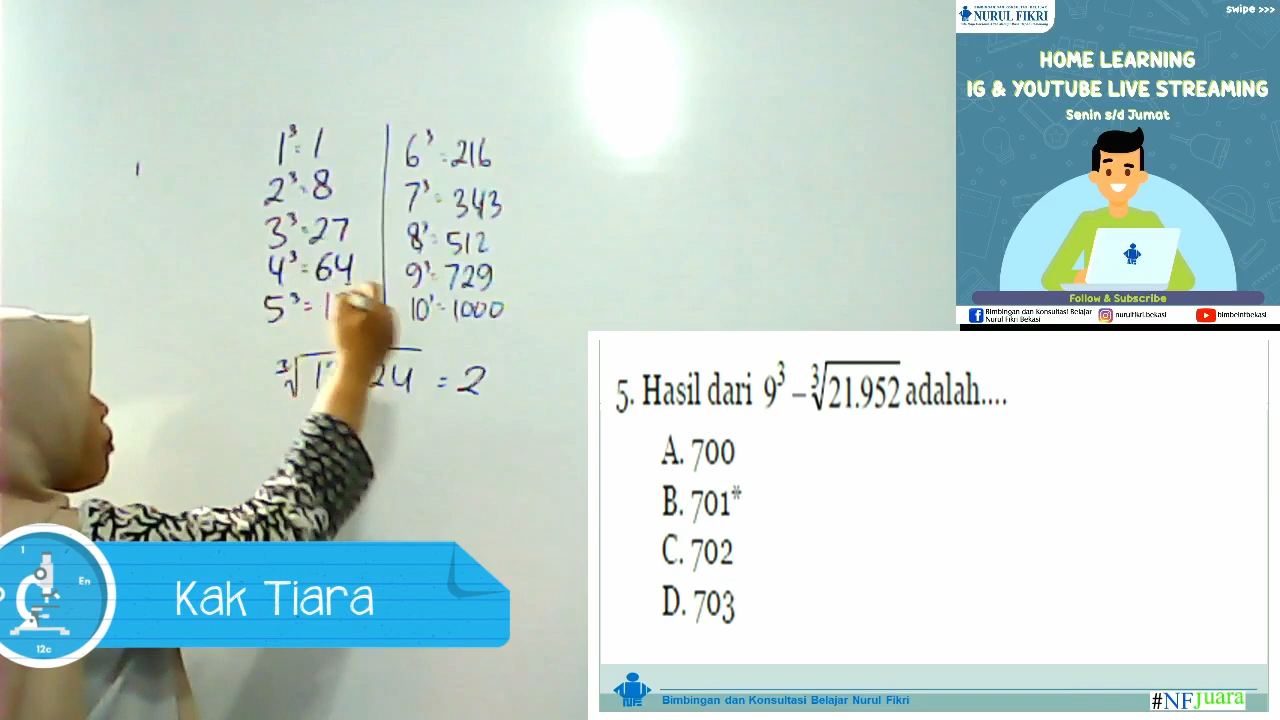 1³ = 1
2³ = 8
3³ = 27
4³ = 64
5³ = 1
6³ = 216
7³ = 343
8³ = 512
9³ = 729
10³ = 1000
= 2
swipe >>>
NURUL FIKRI
HOME LEARNING
IG & YOUTUBE LIVE STREAMING
Senin s/d Jumat
Follow & Subscribe
Bimbingan dan Konsultasi Belajar
Nurul Fikri Bekasi
nurulfikri.bekasi
bimbelnfbekasi
5. Hasil dari 9³ – ∛21.952 adalah....
A. 700
B. 701*
C. 702
D. 703
1
En
12c
Kak Tiara
Bimbingan dan Konsultasi Belajar Nurul Fikri
#NFJuara